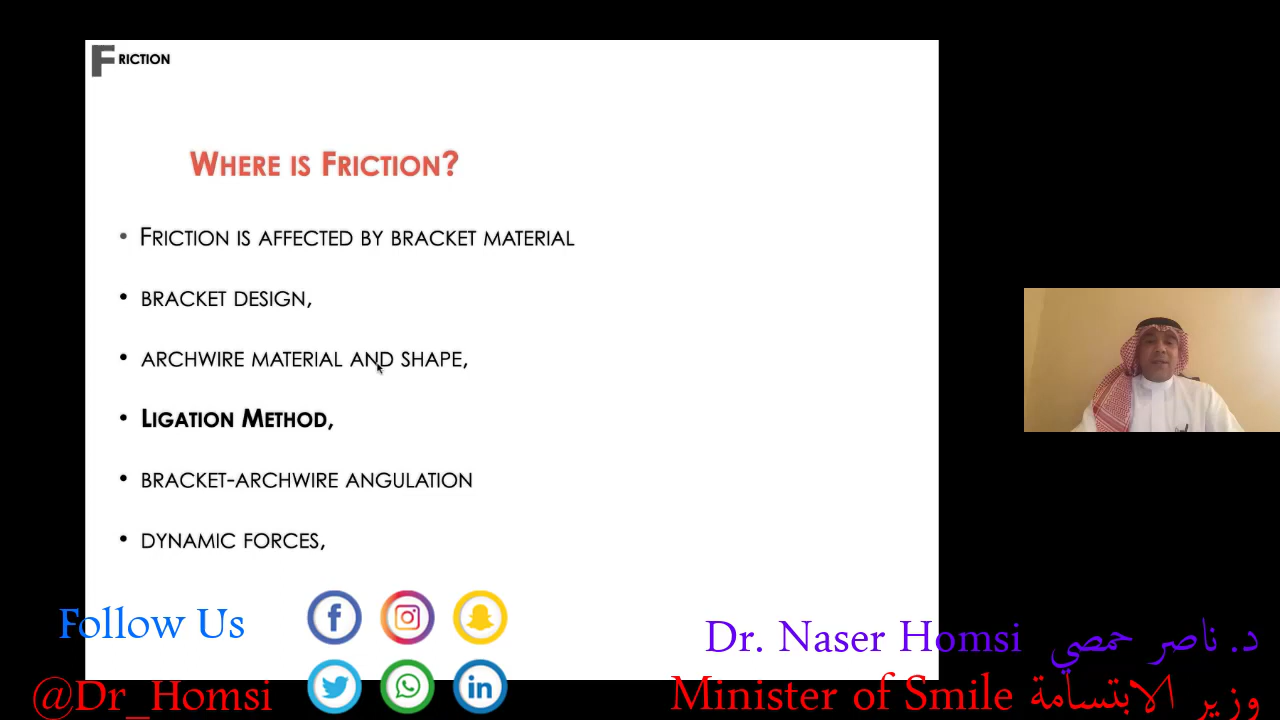 FRICTION
WHERE IS FRICTION?
• FRICTION IS AFFECTED BY BRACKET MATERIAL
• BRACKET DESIGN,
• ARCHWIRE MATERIAL AND SHAPE,
• LIGATION METHOD,
• BRACKET-ARCHWIRE ANGULATION
• DYNAMIC FORCES,
Follow Us
@Dr_Homsi
Dr. Naser Homsi د. ناصر حمصي
Minister of Smile وزير الابتسامة